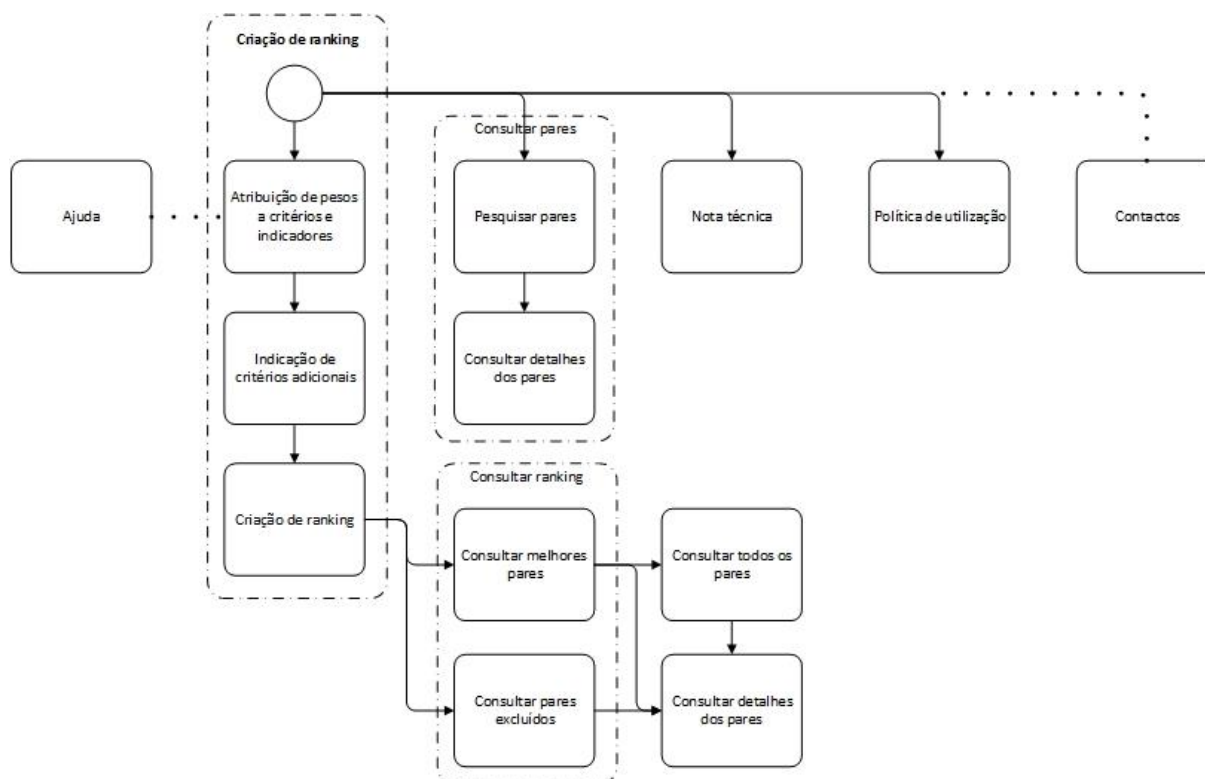 Criação de ranking
Consultar pares
Ajuda
Atribuição de pesos
a critérios e
indicadores
Pesquisar pares
Nota técnica
Política de utilização
Contactos
Indicação de
critérios adicionais
Consultar detalhes
dos pares
Consultar ranking
Criação de ranking
Consultar melhores
pares
Consultar todos os
pares
Consultar pares
excluídos
Consultar detalhes
dos pares